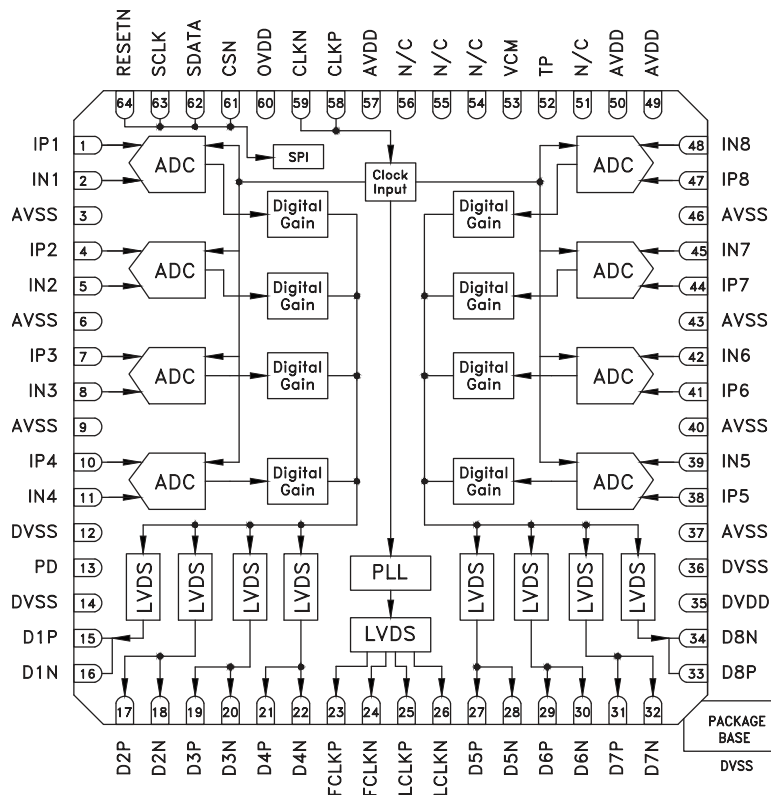 RESETN SCLK SDATA CSN OVDD CLKN CLKP AVDD N/C N/C N/C VCM TP N/C AVDD AVDD
64 63 62 61 60 59 58 57 56 55 54 53 52 51 50 49
IP1 1 ADC SPI Clock Input ADC 48 IN8
IN1 2 47 IP8
AVSS 3 Digital Gain Digital Gain 46 AVSS
IP2 4 ADC ADC 45 IN7
IN2 5 Digital Gain Digital Gain 44 IP7
AVSS 6 43 AVSS
IP3 7 ADC Digital Gain Digital Gain ADC 42 IN6
IN3 8 41 IP6
AVSS 9 40 AVSS
IP4 10 ADC Digital Gain Digital Gain ADC 39 IN5
IN4 11 38 IP5
DVSS 12 37 AVSS
PD 13 LVDS LVDS LVDS LVDS PLL LVDS LVDS LVDS LVDS 36 DVSS
DVSS 14 35 DVDD
D1P 15 LVDS 34 D8N
D1N 16 33 D8P
17 18 19 20 21 22 23 24 25 26 27 28 29 30 31 32
D2P D2N D3P D3N D4P D4N FCLKP FCLKN LCLKP LCLKN D5P D5N D6P D6N D7P D7N
PACKAGE
BASE
DVSS